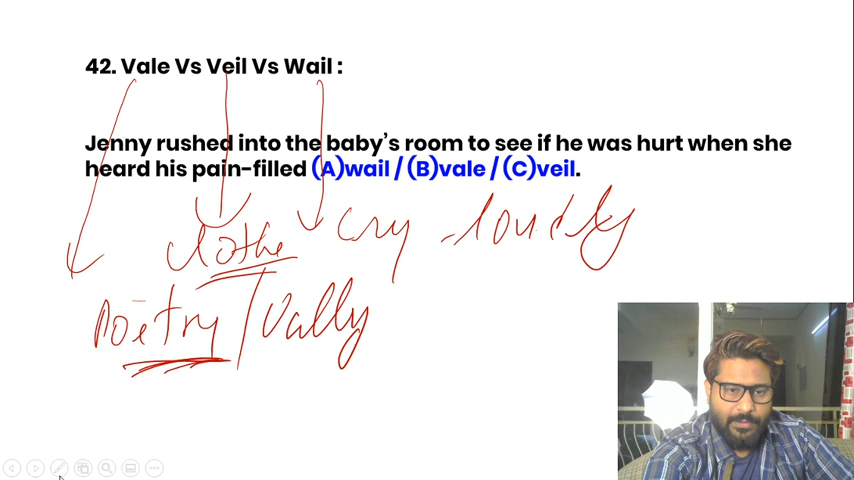 42. Vale Vs Veil Vs Wail :
Jenny rushed into the baby's room to see if he was hurt when she
heard his pain-filled (A)wail / (B)vale / (C)veil.
clothe cry loudly
Poetry / Vally